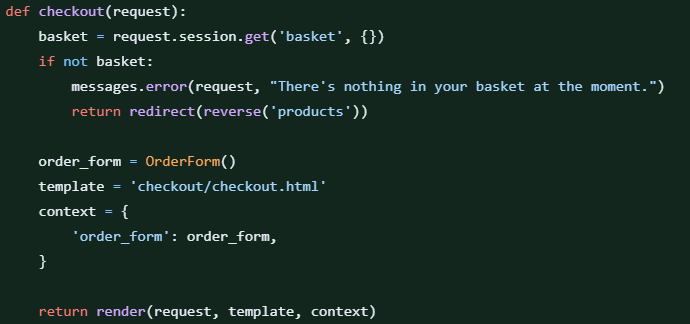 def checkout(request):
    basket = request.session.get('basket', {})
    if not basket:
        messages.error(request, "There's nothing in your basket at the moment.")
        return redirect(reverse('products'))

    order_form = OrderForm()
    template = 'checkout/checkout.html'
    context = {
        'order_form': order_form,
    }

    return render(request, template, context)